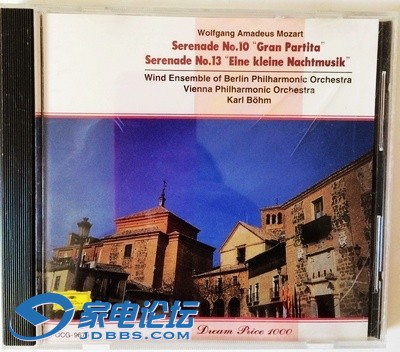 Wolfgang Amadeus Mozart
Serenade No.10 "Gran Partita"
Serenade No.13 "Eine kleine Nachtmusik"
Wind Ensemble of Berlin Philharmonic Orchestra
Vienna Philharmonic Orchestra
Karl Böhm
家电论坛
JDBBS.COM
Dream Price 1000